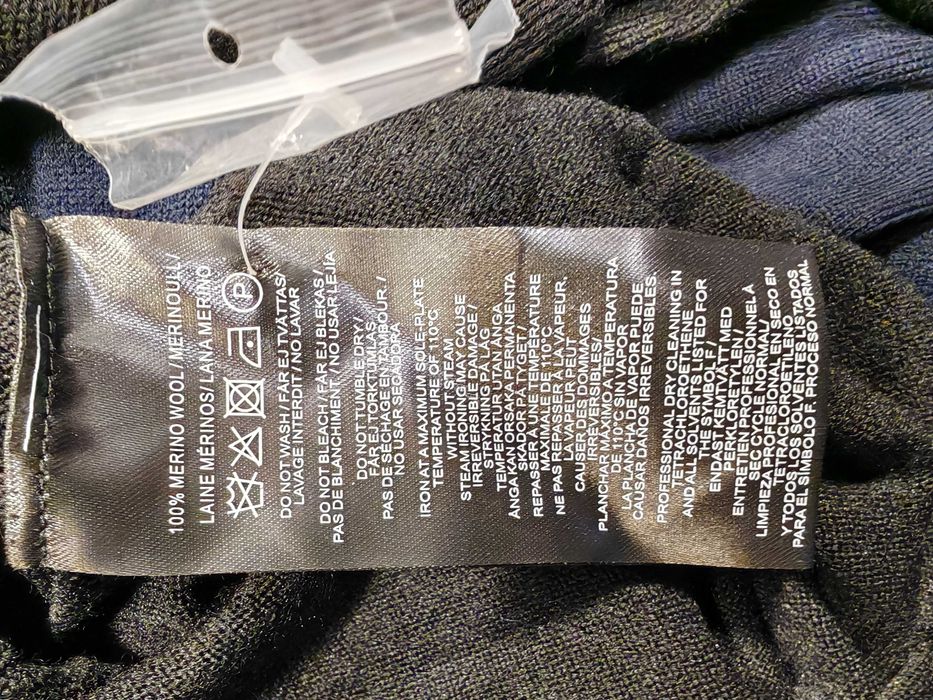 100% MERINO WOOL / MERINOULL /
LAINE MÉRINOS/ LANA MERINO
P
DO NOT WASH / FÅR EJ TVÄTTAS/
LAVAGE INTERDIT / NO LAVAR
DO NOT BLEACH / FÅR EJ BLEKAS /
PAS DE BLANCHIMENT / NO USAR LEJIA
DO NOT TUMBLE DRY /
FÅR EJ TORKTUMLAS
PAS DE SÉCHAGE EN TAMBOUR. /
NO USAR SECADORA
IRON AT A MAXIMUM SOLE-PLATE
TEMPERATURE OF 110°C
WITHOUT STEAM
STEAM IRONING MAY CAUSE
IRREVERSIBLE DAMAGE /
STRYKNING PÅ LÅG
TEMPERATUR UTAN ÅNGA
ÅNGA KAN ORSAKA PERMANENTA
SKADOR PÅ TYGET /
REPASSER A UNE TEMPÉRATURE
MAXIMALE DE 110°C.
NE PAS REPASSER À LA VAPEUR.
LA VAPEUR PEUT
CAUSER DES DOMMAGES
IRRÉVERSIBLES/
PLANCHAR MAXIMO A TEMPERATURA
DE 110°C SIN VAPOR
LA PLANCHA A VAPOR PUEDE
CAUSAR DAÑOS IRREVERSIBLES.
PROFESSIONAL DRY CLEANING IN
TETRACHLOROETHENE
AND ALL SOLVENTS LISTED FOR
THE SYMBOL F /
ENDAST KEMTVÄTT MED
PERKLORETYLEN /
ENTRETIEN PROFESSIONNEL À
SEC CYCLE NORMAL /
LIMPIEZA PROFESIONAL EN SECO EN
TETRACLOROETILENO
Y TODOS LOS SOLVENTES LISTADOS
PARA EL SIMBOLO F PROCESO NORMAL